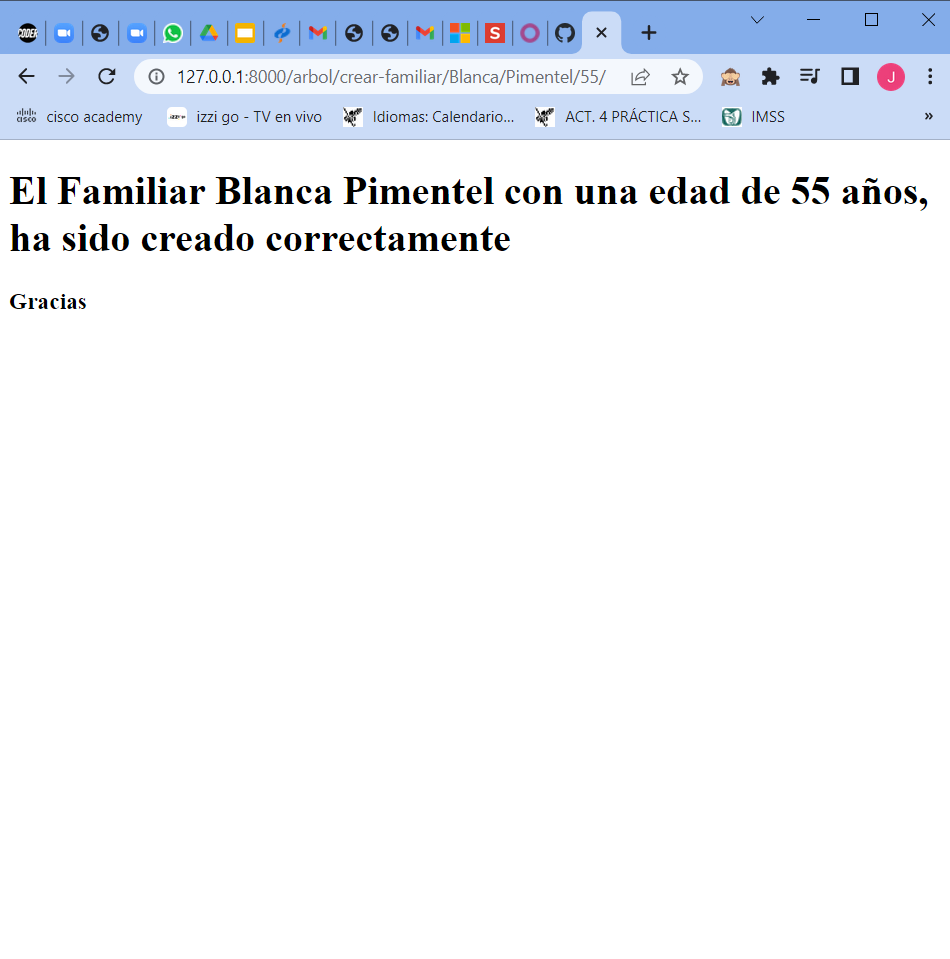 CODER
S
127.0.0.1:8000/arbol/crear-familiar/Blanca/Pimentel/55/
J
cisco cisco academy izzi go - TV en vivo Idiomas: Calendario... ACT. 4 PRÁCTICA S... IMSS »
El Familiar Blanca Pimentel con una edad de 55 años,
ha sido creado correctamente
Gracias